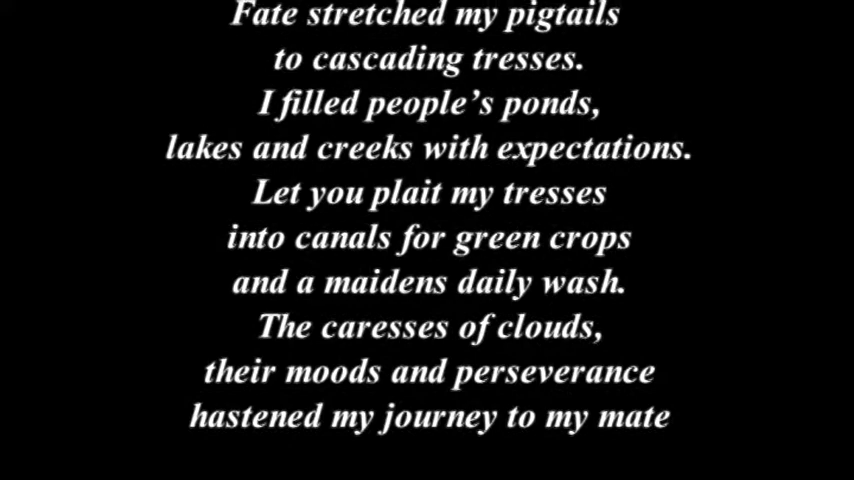 Fate stretched my pigtails
to cascading tresses.
I filled people’s ponds,
lakes and creeks with expectations.
Let you plait my tresses
into canals for green crops
and a maidens daily wash.
The caresses of clouds,
their moods and perseverance
hastened my journey to my mate